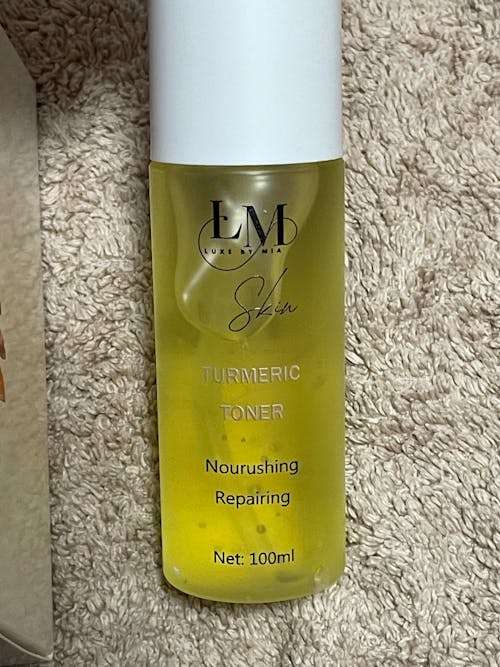 LM
LUXE BY MIA
Skin
TURMERIC
TONER
Nourushing
Repairing
Net: 100ml